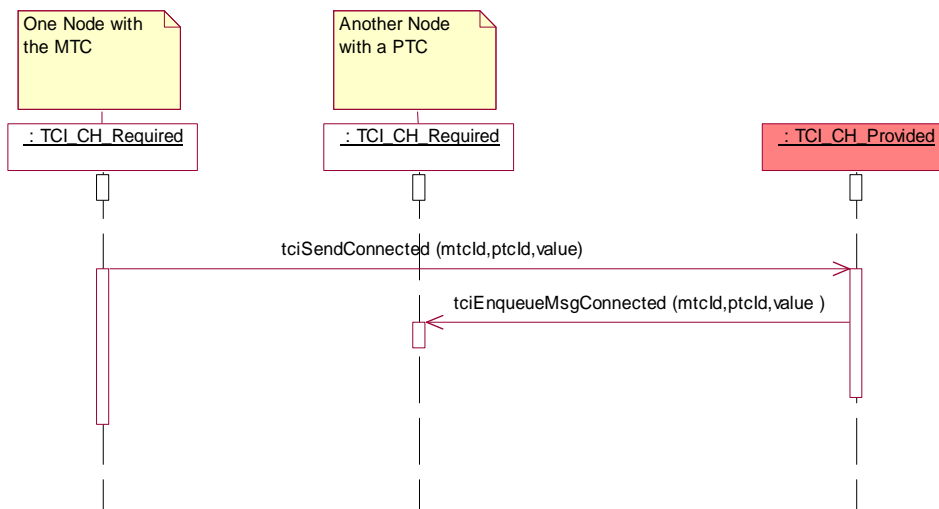 One Node with
the MTC
Another Node
with a PTC
: TCI_CH_Required
: TCI_CH_Required
: TCI_CH_Provided
tciSendConnected (mtcId,ptcId,value)
tciEnqueueMsgConnected (mtcId,ptcId,value )